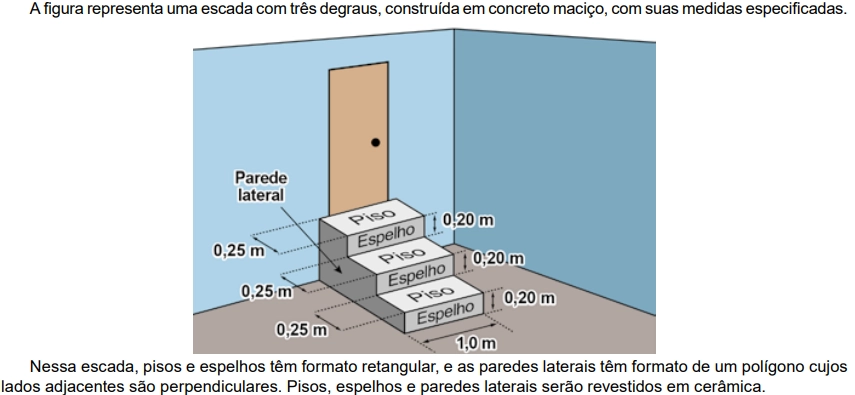 A figura representa uma escada com três degraus, construída em concreto maciço, com suas medidas especificadas.
Parede
lateral
Piso
0,20 m
Espelho
0,25 m
Piso
0,20 m
Espelho
0,25 m
Piso
0,20 m
Espelho
0,25 m
1,0 m
Nessa escada, pisos e espelhos têm formato retangular, e as paredes laterais têm formato de um polígono cujos
lados adjacentes são perpendiculares. Pisos, espelhos e paredes laterais serão revestidos em cerâmica.